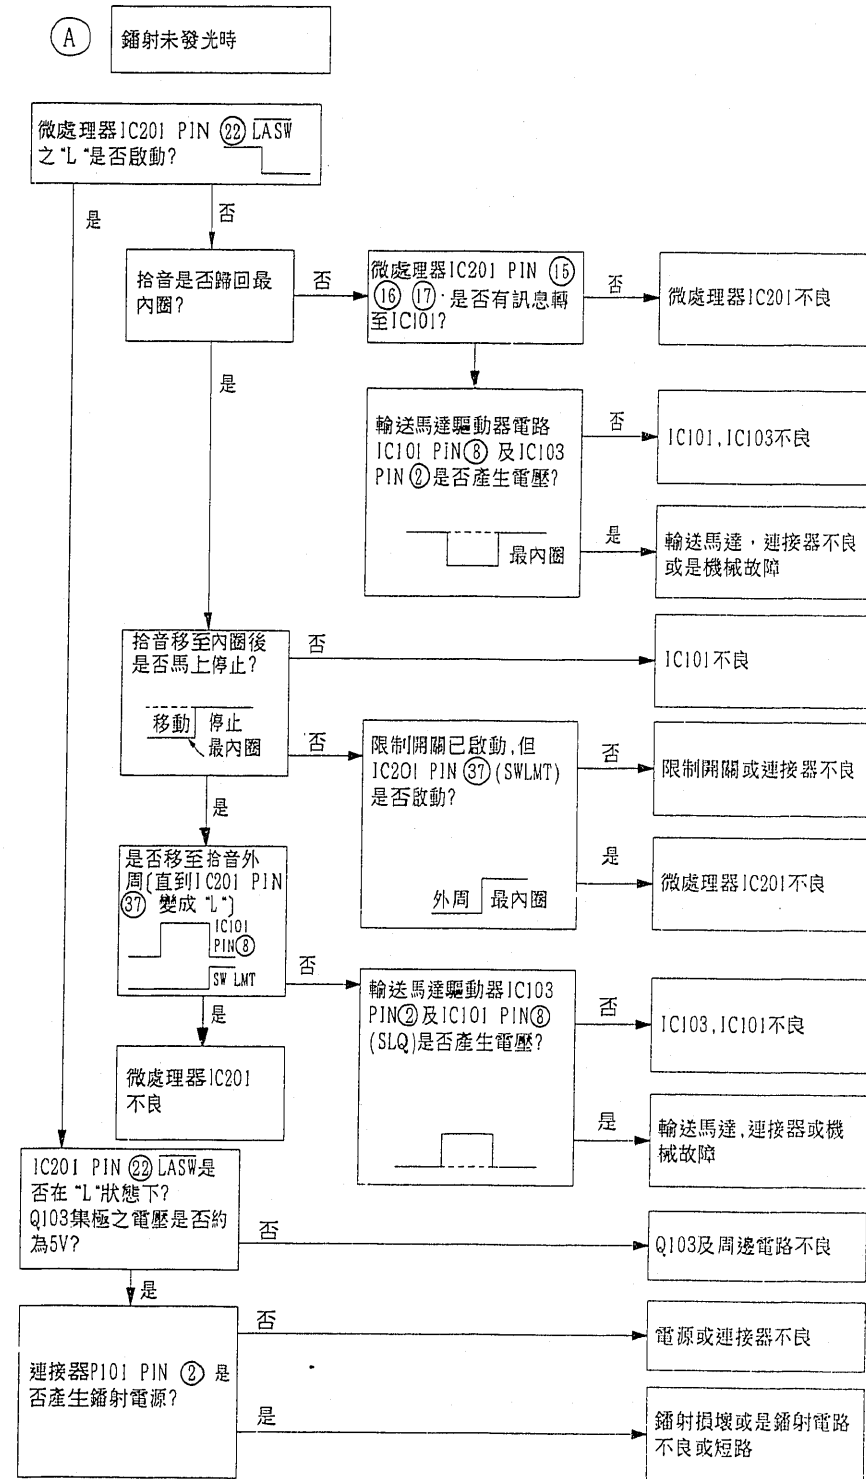 A
鐳射未發光時
微處理器IC201 PIN ㉒ LASW
之"L"是否啟動?
是
否
拾音是否歸回最
內圈?
否
微處理器IC201 PIN ⑮
⑯ ⑰ 是否有訊息轉
至IC101?
否
微處理器IC201不良
是
輸送馬達驅動器電路
IC101 PIN⑧ 及IC103
PIN ②是否產生電壓?
最內圈
否
IC101,IC103不良
是
輸送馬達,連接器不良
或是機械故障
拾音移至內圈後
是否馬上停止?
移動 停止
最內圈
否
IC101不良
否
限制開關已啟動,但
IC201 PIN ㊲(SWLMT)
是否啟動?
外周 最內圈
否
限制開關或連接器不良
是
微處理器IC201不良
是
是否移至拾音外
周(直到IC201 PIN
㊲ 變成 "L")
IC101
PIN⑧
SW LMT
否
輸送馬達驅動器IC103
PIN②及IC101 PIN⑧
(SLQ)是否產生電壓?
否
IC103,IC101不良
是
輸送馬達,連接器或機
械故障
是
微處理器IC201
不良
IC201 PIN ㉒ LASW是
否在 "L"狀態下?
Q103集極之電壓是否約
為5V?
否
Q103及周邊電路不良
是
連接器P101 PIN ② 是
否產生鐳射電源?
否
電源或連接器不良
是
鐳射損壞或是鐳射電路
不良或短路